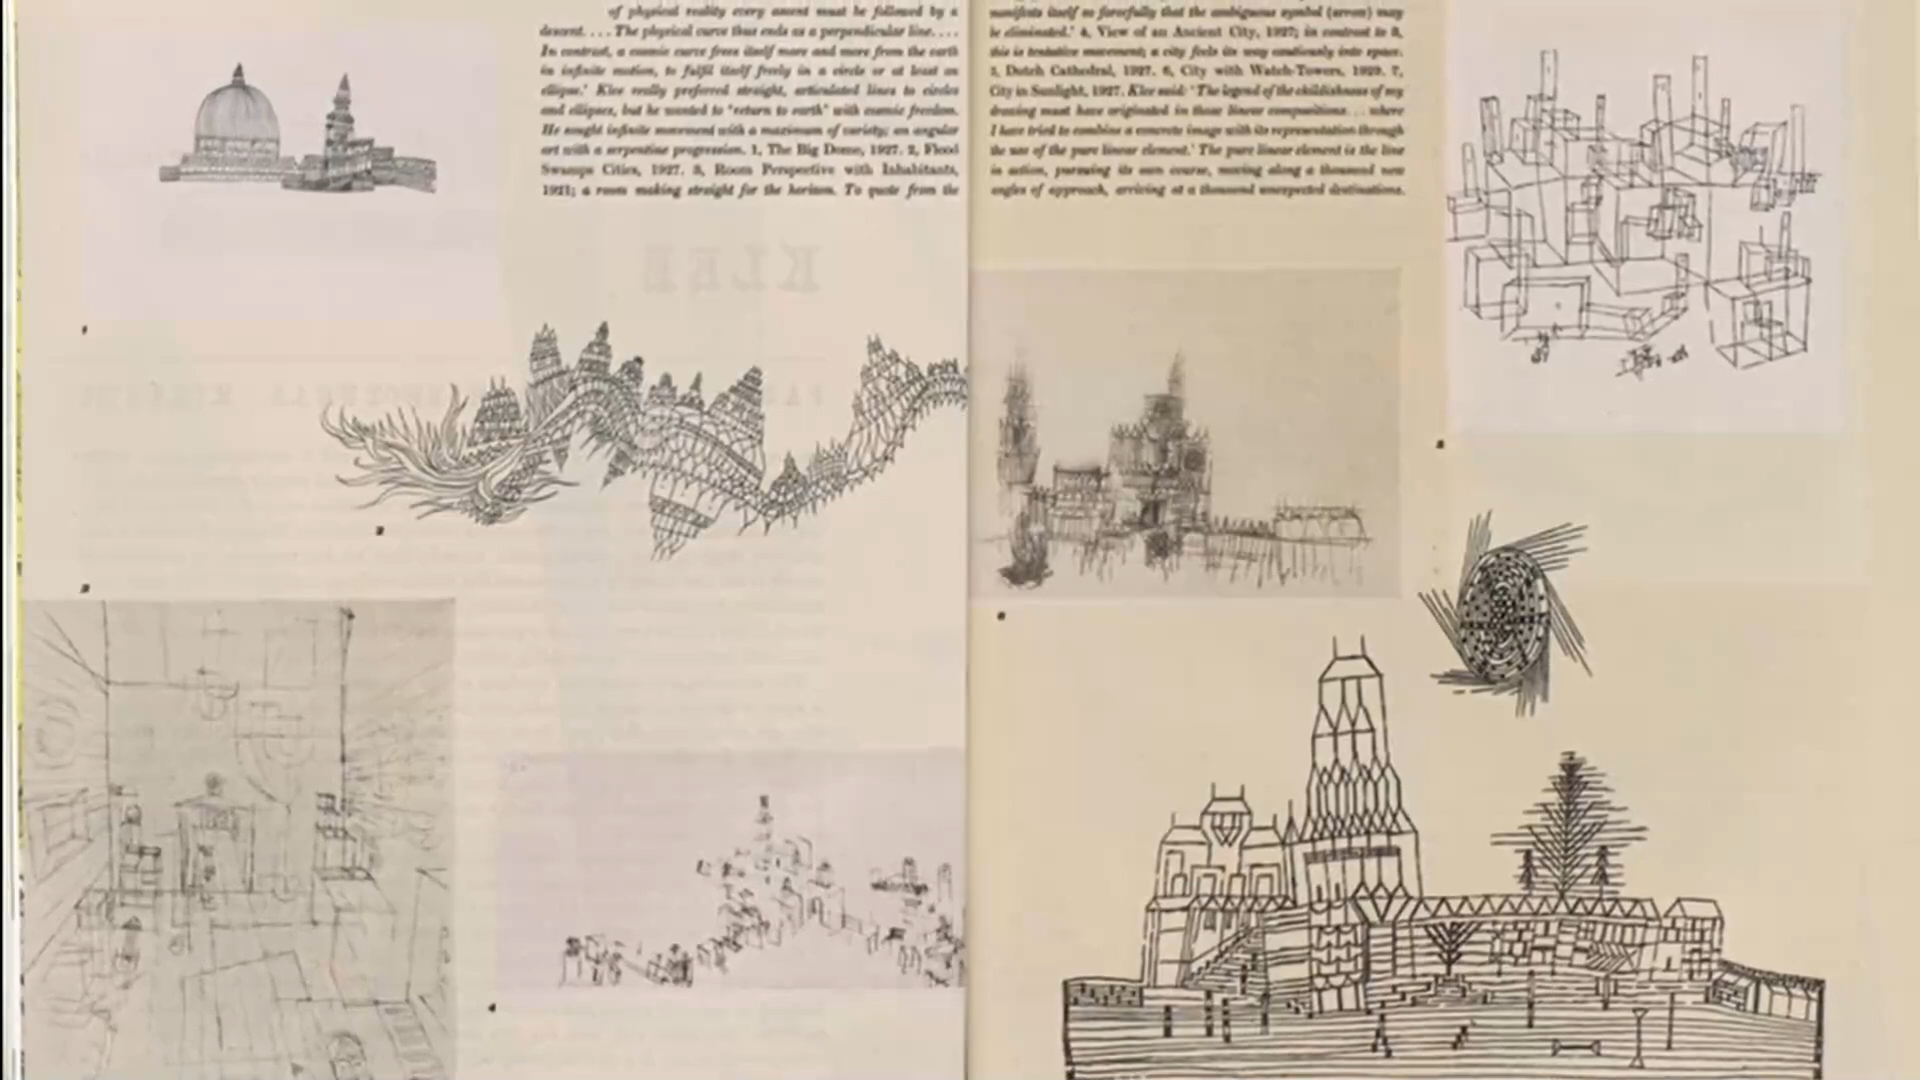 of physical reality every ascent must be followed by a
descent. . . . The physical curve thus ends as a perpendicular line. . . .
In contrast, a cosmic curve frees itself more and more from the earth
in infinite motion, to fulfil itself freely in a circle or at least an
ellipse.' Klee really preferred straight, articulated lines to circles
and ellipses, but he wanted to "return to earth" with cosmic freedom.
He sought infinite movement with a maximum of variety; an angular
art with a serpentine progression. 1, The Big Dome, 1927. 2, Flood
Swamps Cities, 1927. 3, Room Perspective with Inhabitants,
1921; a room making straight for the horizon. To quote from the
manifests itself so forcefully that the ambiguous symbol (arrow) may
be eliminated.' 4, View of an Ancient City, 1927; in contrast to 3,
this is tentative movement; a city feels its way cautiously into space.
5, Dutch Cathedral, 1927. 6, City with Watch-Towers, 1929. 7,
City in Sunlight, 1927. Klee said: 'The legend of the childishness of my
drawing must have originated in those linear compositions . . . where
I have tried to combine a concrete image with its representation through
the use of the pure linear element.' The pure linear element is the line
in action, pursuing its own course, moving along a thousand new
angles of approach, arriving at a thousand unexpected destinations.
KLEE
1
2
4